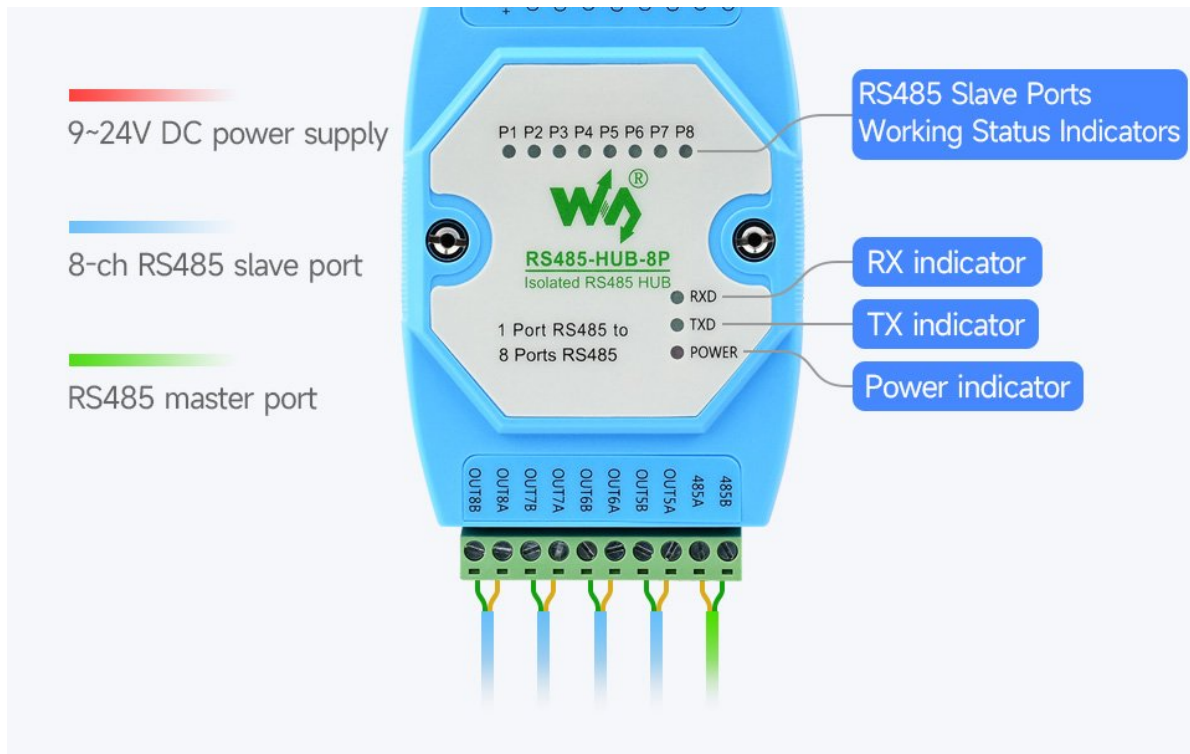 9~24V DC power supply
8-ch RS485 slave port
RS485 master port
P1 P2 P3 P4 P5 P6 P7 P8
®
RS485-HUB-8P
Isolated RS485 HUB
1 Port RS485 to
8 Ports RS485
RXD
TXD
POWER
RS485 Slave Ports
Working Status Indicators
RX indicator
TX indicator
Power indicator
OUT8B OUT8A OUT7B OUT7A OUT6B OUT6A OUT5B OUT5A 485A 485B